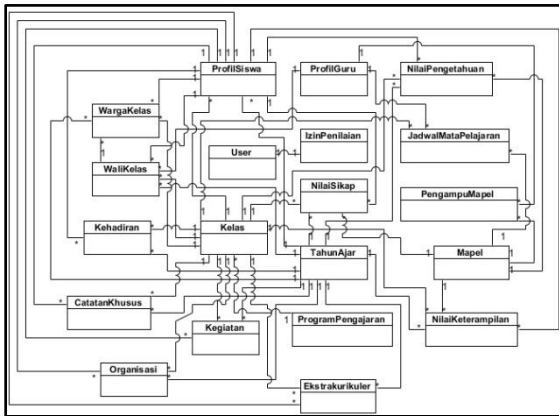 ProfilSiswa
ProfilGuru
NilaiPengetahuan
WargaKelas
IzinPenilaian
JadwalMataPelajaran
User
WaliKelas
NilaiSikap
PengampuMapel
Kehadiran
Kelas
TahunAjar
Mapel
CatatanKhusus
Kegiatan
ProgramPengajaran
NilaiKeterampilan
Organisasi
Ekstrakurikuler